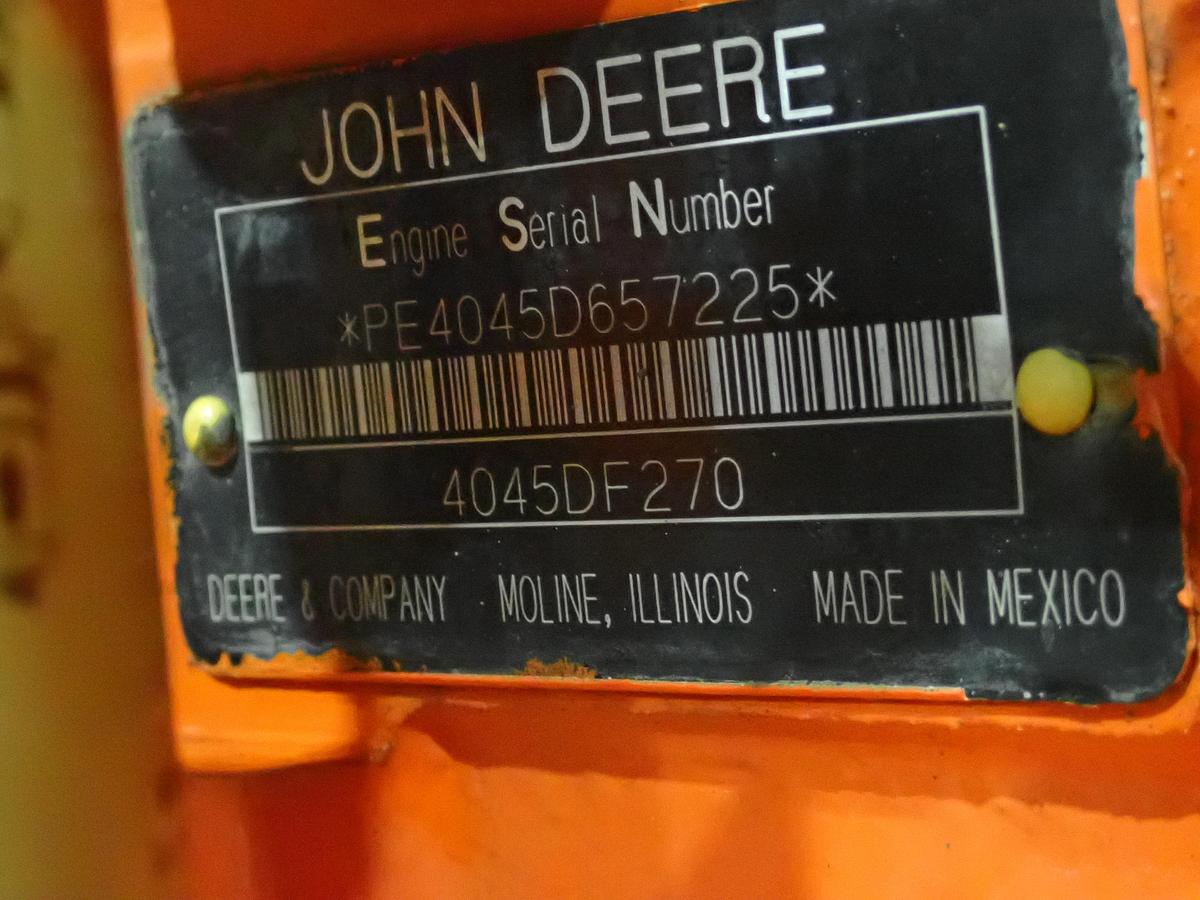 JOHN DEERE
Engine Serial Number
*PE4045D657225*
4045DF270
DEERE & COMPANY MOLINE, ILLINOIS MADE IN MEXICO